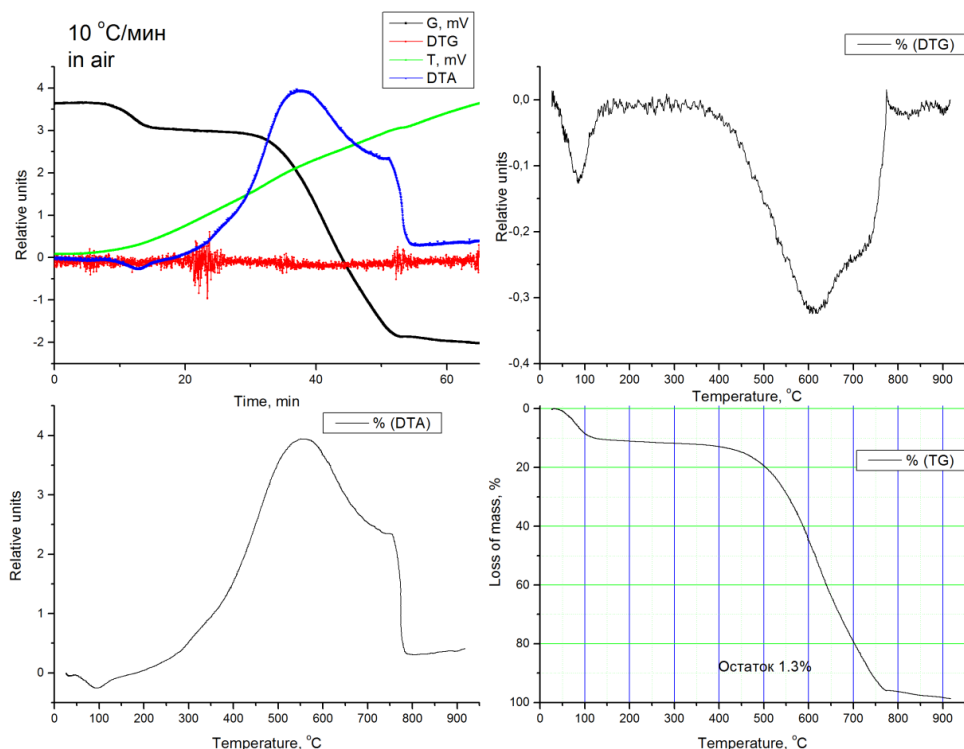 10 °C/мин
in air
G, mV
DTG
T, mV
DTA
Relative units
4
3
2
1
0
-1
-2
0 20 40 60
Time, min
% (DTG)
Relative units
0,0
-0,1
-0,2
-0,3
-0,4
0 100 200 300 400 500 600 700 800 900
Temperature, °C
% (DTA)
Relative units
4
3
2
1
0
0 100 200 300 400 500 600 700 800 900
Temperature, °C
% (TG)
Loss of mass, %
0
20
40
60
80
100
Остаток 1.3%
0 100 200 300 400 500 600 700 800 900
Temperature, °C